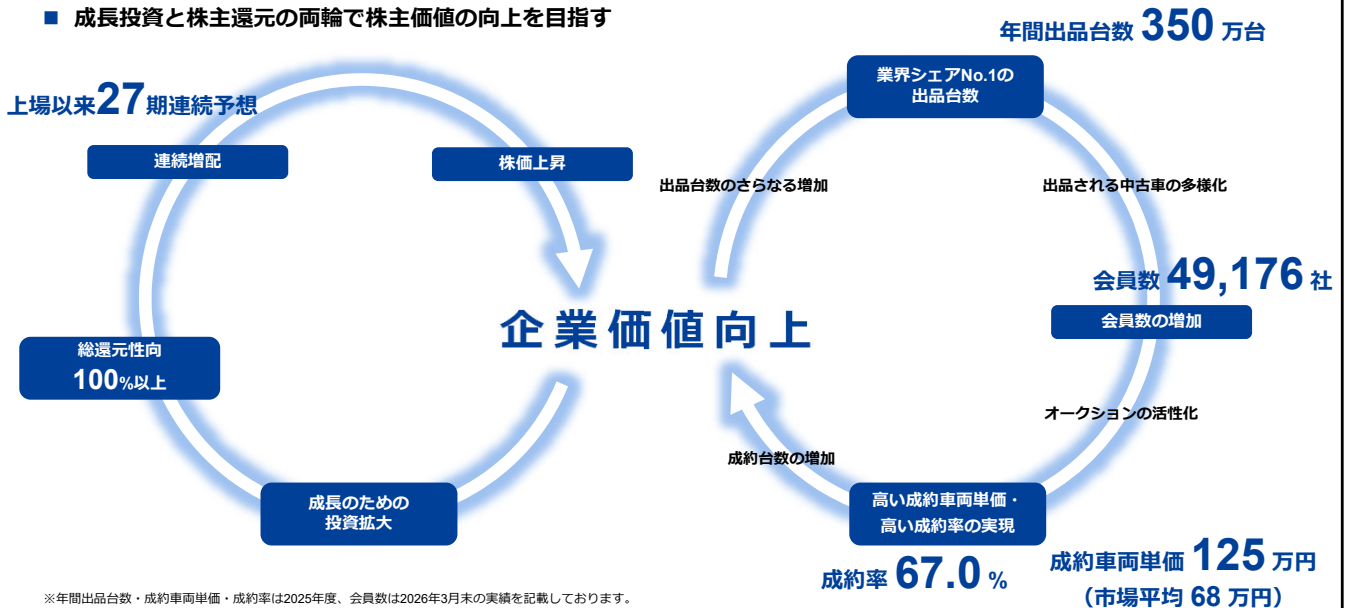 ■ 成長投資と株主還元の両輪で株主価値の向上を目指す
年間出品台数 350 万台
業界シェアNo.1の
出品台数
上場以来27期連続予想
連続増配
株価上昇
出品台数のさらなる増加
出品される中古車の多様化
会員数 49,176 社
会員数の増加
企業価値向上
総還元性向
100%以上
オークションの活性化
成約台数の増加
成長のための
投資拡大
高い成約車両単価・
高い成約率の実現
成約率 67.0 %
成約車両単価 125 万円
（市場平均 68 万円）
※年間出品台数・成約車両単価・成約率は2025年度、会員数は2026年3月末の実績を記載しております。